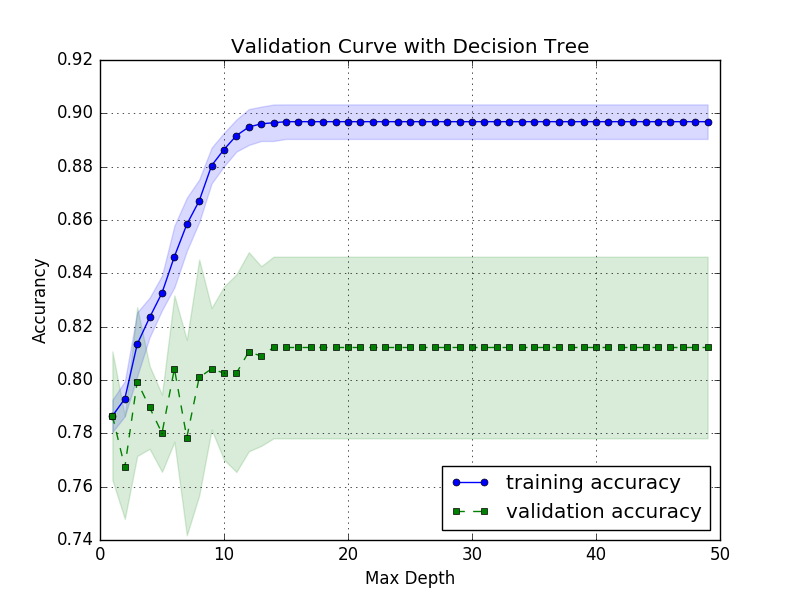 Validation Curve with Decision Tree
0.92
0.90
0.88
0.86
0.84
0.82
0.80
0.78
0.76
0.74
Accurancy
training accuracy
validation accuracy
0 10 20 30 40 50
Max Depth